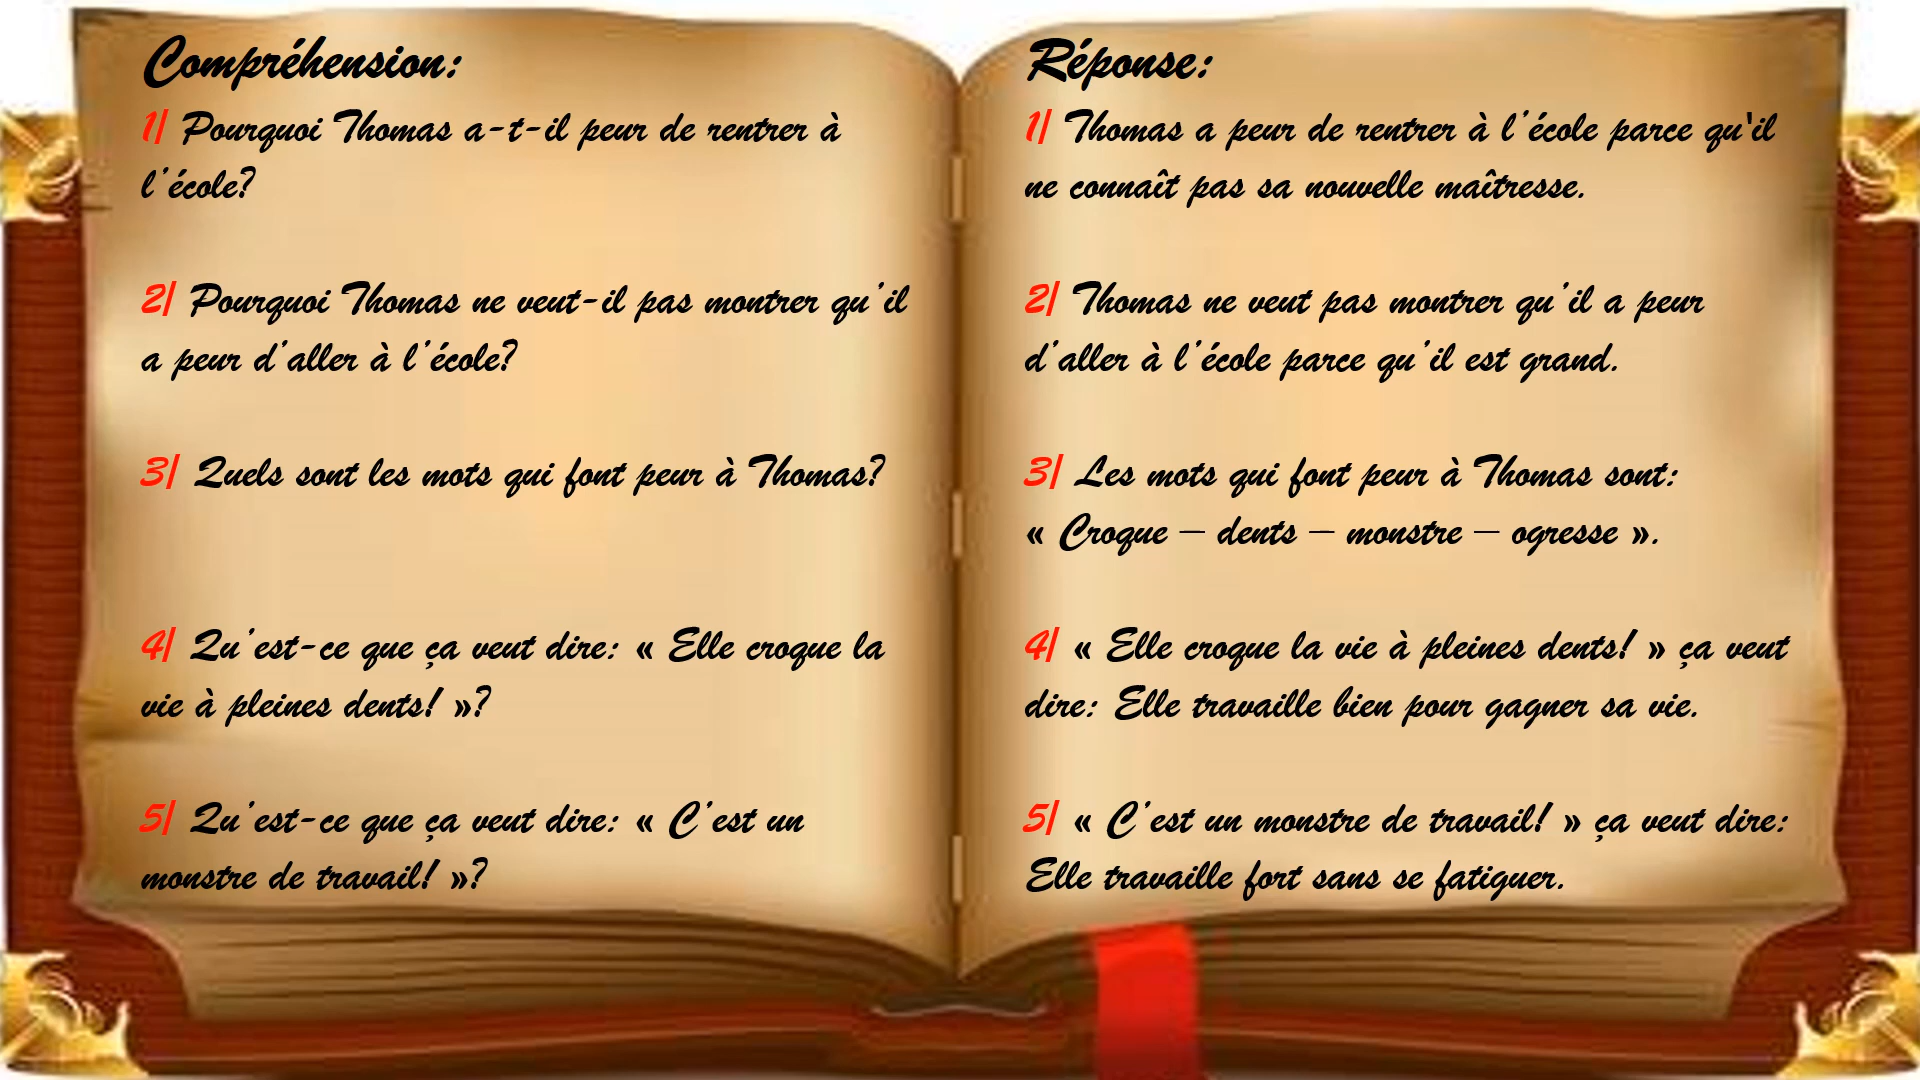 Compréhension:
1/ Pourquoi Thomas a-t-il peur de rentrer à
l’école?
2/ Pourquoi Thomas ne veut-il pas montrer qu’il
a peur d’aller à l’école?
3/ Quels sont les mots qui font peur à Thomas?
4/ Qu’est-ce que ça veut dire: « Elle croque la
vie à pleines dents! »?
5/ Qu’est-ce que ça veut dire: « C’est un
monstre de travail! »?
Réponse:
1/ Thomas a peur de rentrer à l’école parce qu'il
ne connaît pas sa nouvelle maîtresse.
2/ Thomas ne veut pas montrer qu’il a peur
d’aller à l’école parce qu’il est grand.
3/ Les mots qui font peur à Thomas sont:
« Croque – dents – monstre – ogresse ».
4/ « Elle croque la vie à pleines dents! » ça veut
dire: Elle travaille bien pour gagner sa vie.
5/ « C’est un monstre de travail! » ça veut dire:
Elle travaille fort sans se fatiguer.